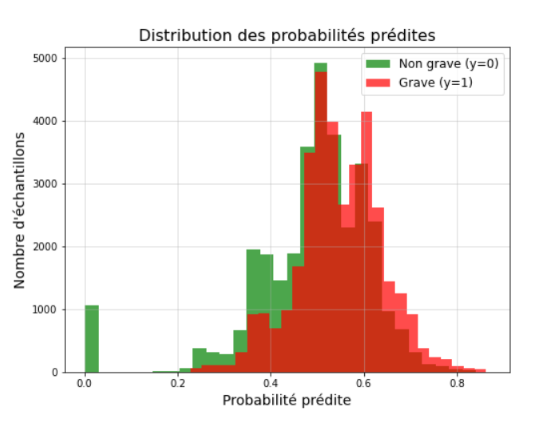 Distribution des probabilités prédites
Non grave (y=0)
Grave (y=1)
Nombre d'échantillons
5000
4000
3000
2000
1000
0
0.0 0.2 0.4 0.6 0.8
Probabilité prédite